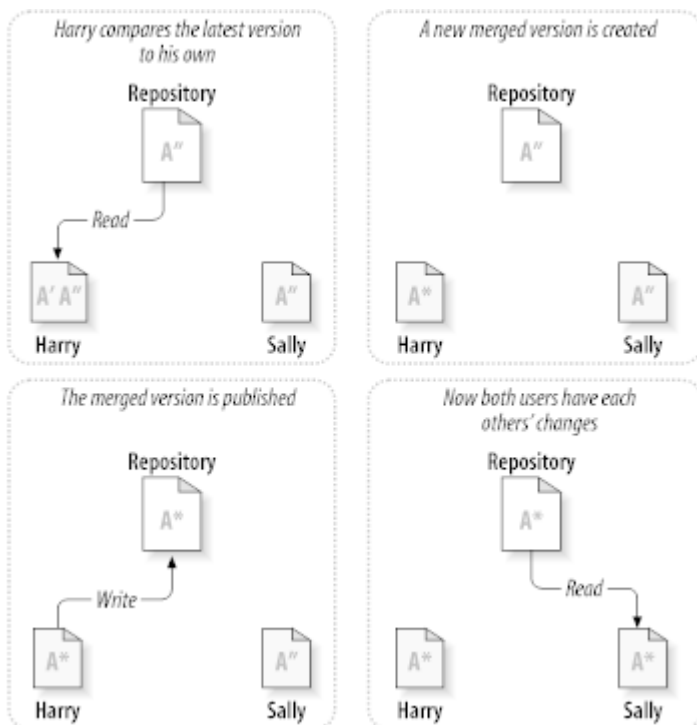 Harry compares the latest version
to his own
Repository
A″
Read
A′ A″
A″
Harry
Sally
A new merged version is created
Repository
A″
A*
A″
Harry
Sally
The merged version is published
Repository
A*
Write
A*
A″
Harry
Sally
Now both users have each
others’ changes
Repository
A*
Read
A*
A*
Harry
Sally